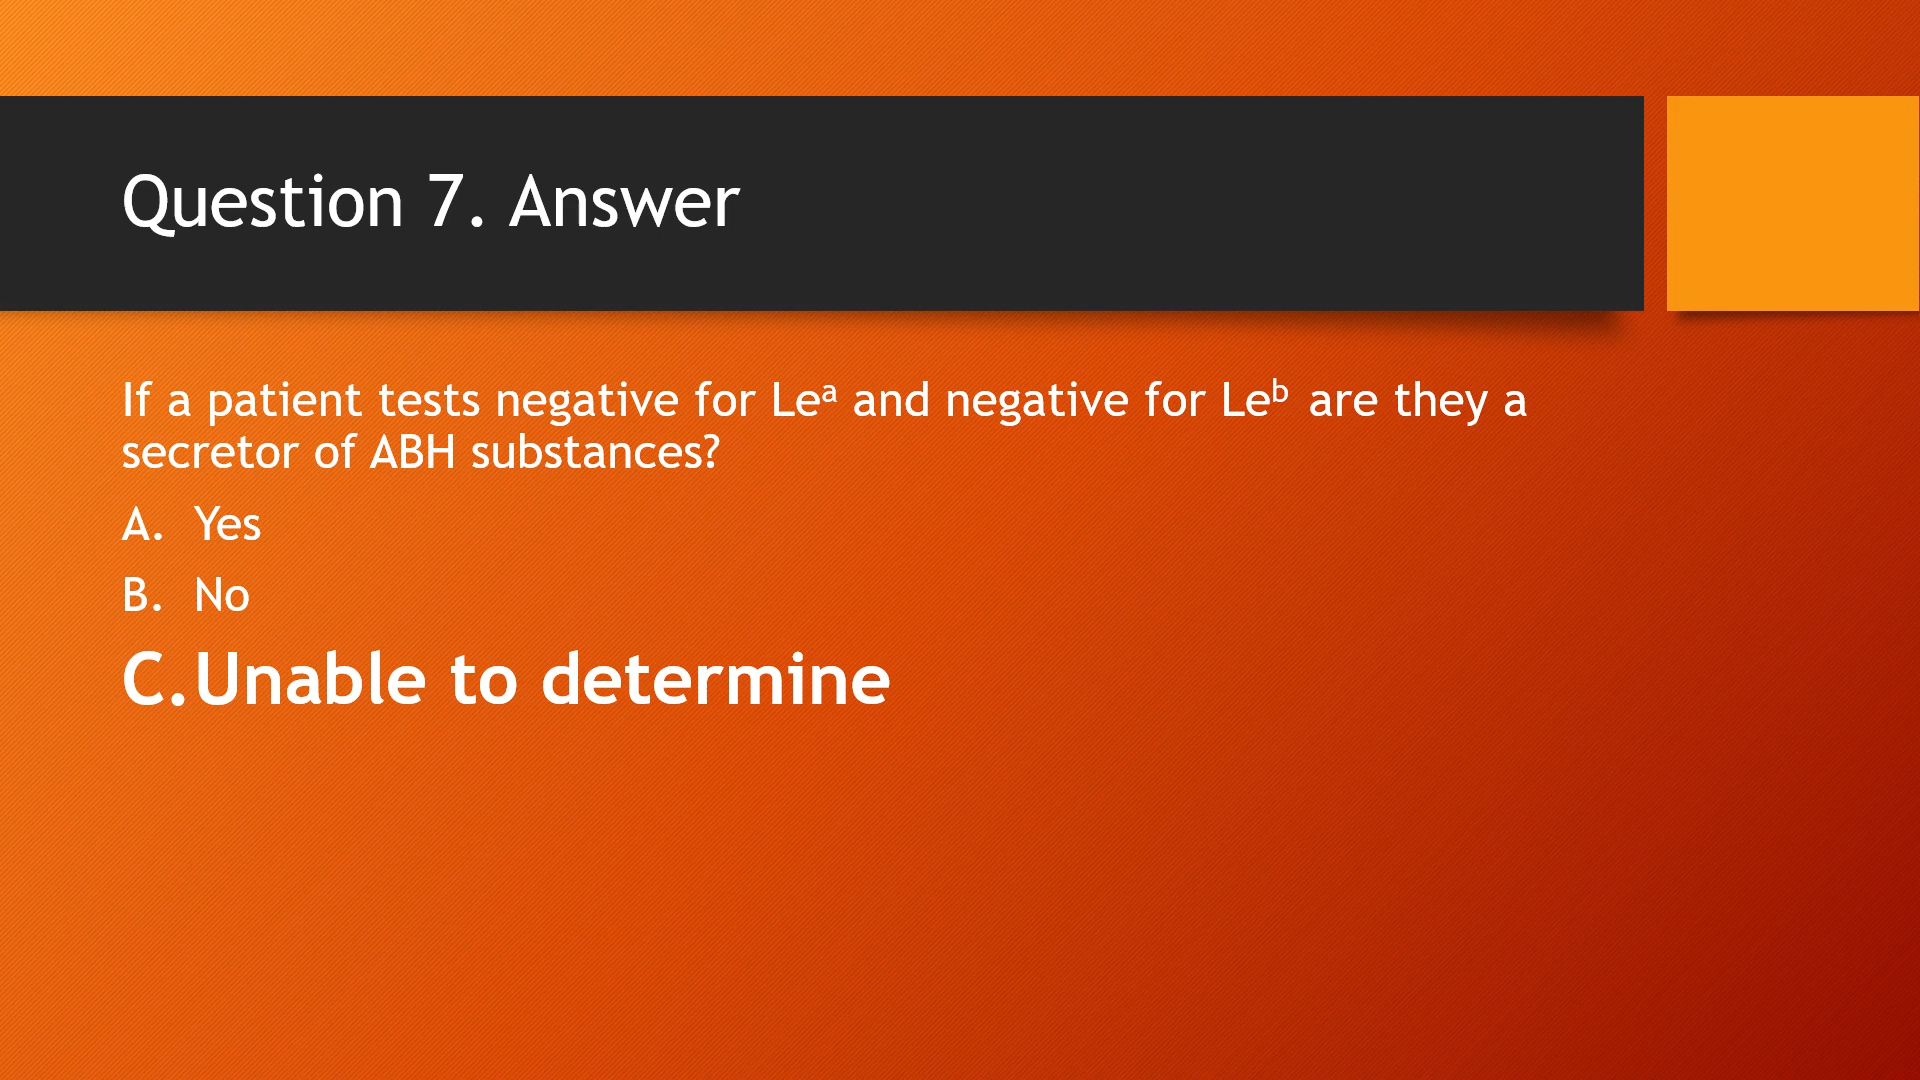 Question 7. Answer
If a patient tests negative for Leᵃ and negative for Leᵇ are they a
secretor of ABH substances?
A. Yes
B. No
C.Unable to determine